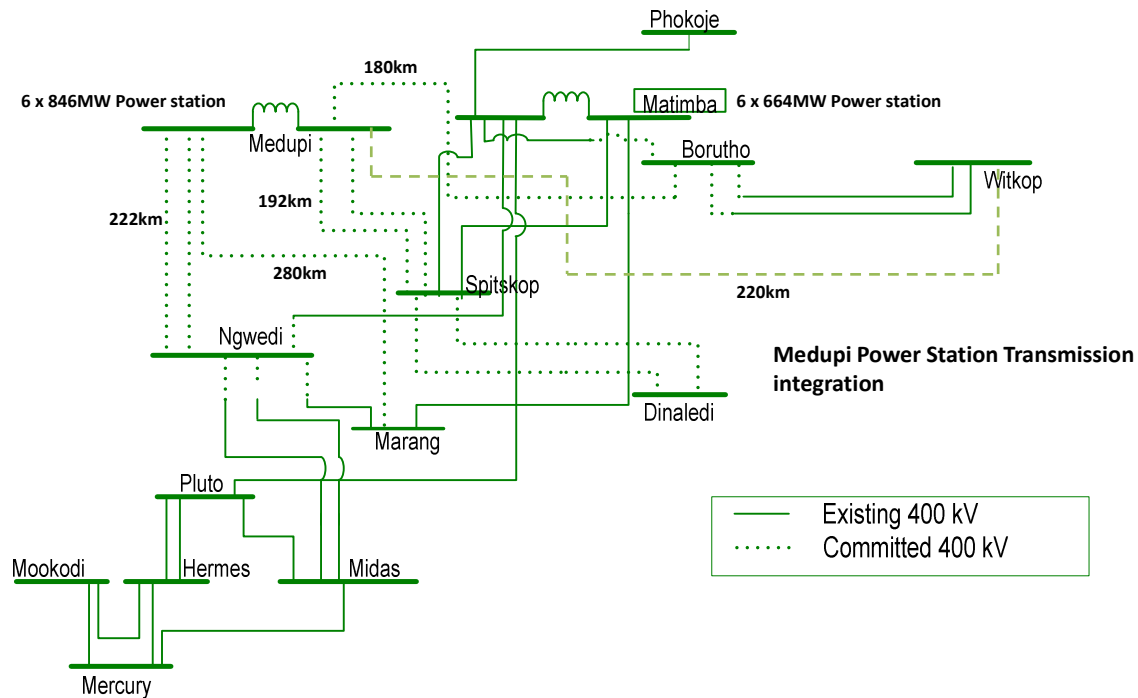 Phokoje
180km
6 x 846MW Power station
Matimba
6 x 664MW Power station
Medupi
Borutho
Witkop
192km
222km
280km
Spitskop
220km
Ngwedi
Medupi Power Station Transmission
integration
Dinaledi
Marang
Pluto
Existing 400 kV
Committed 400 kV
Mookodi
Hermes
Midas
Mercury